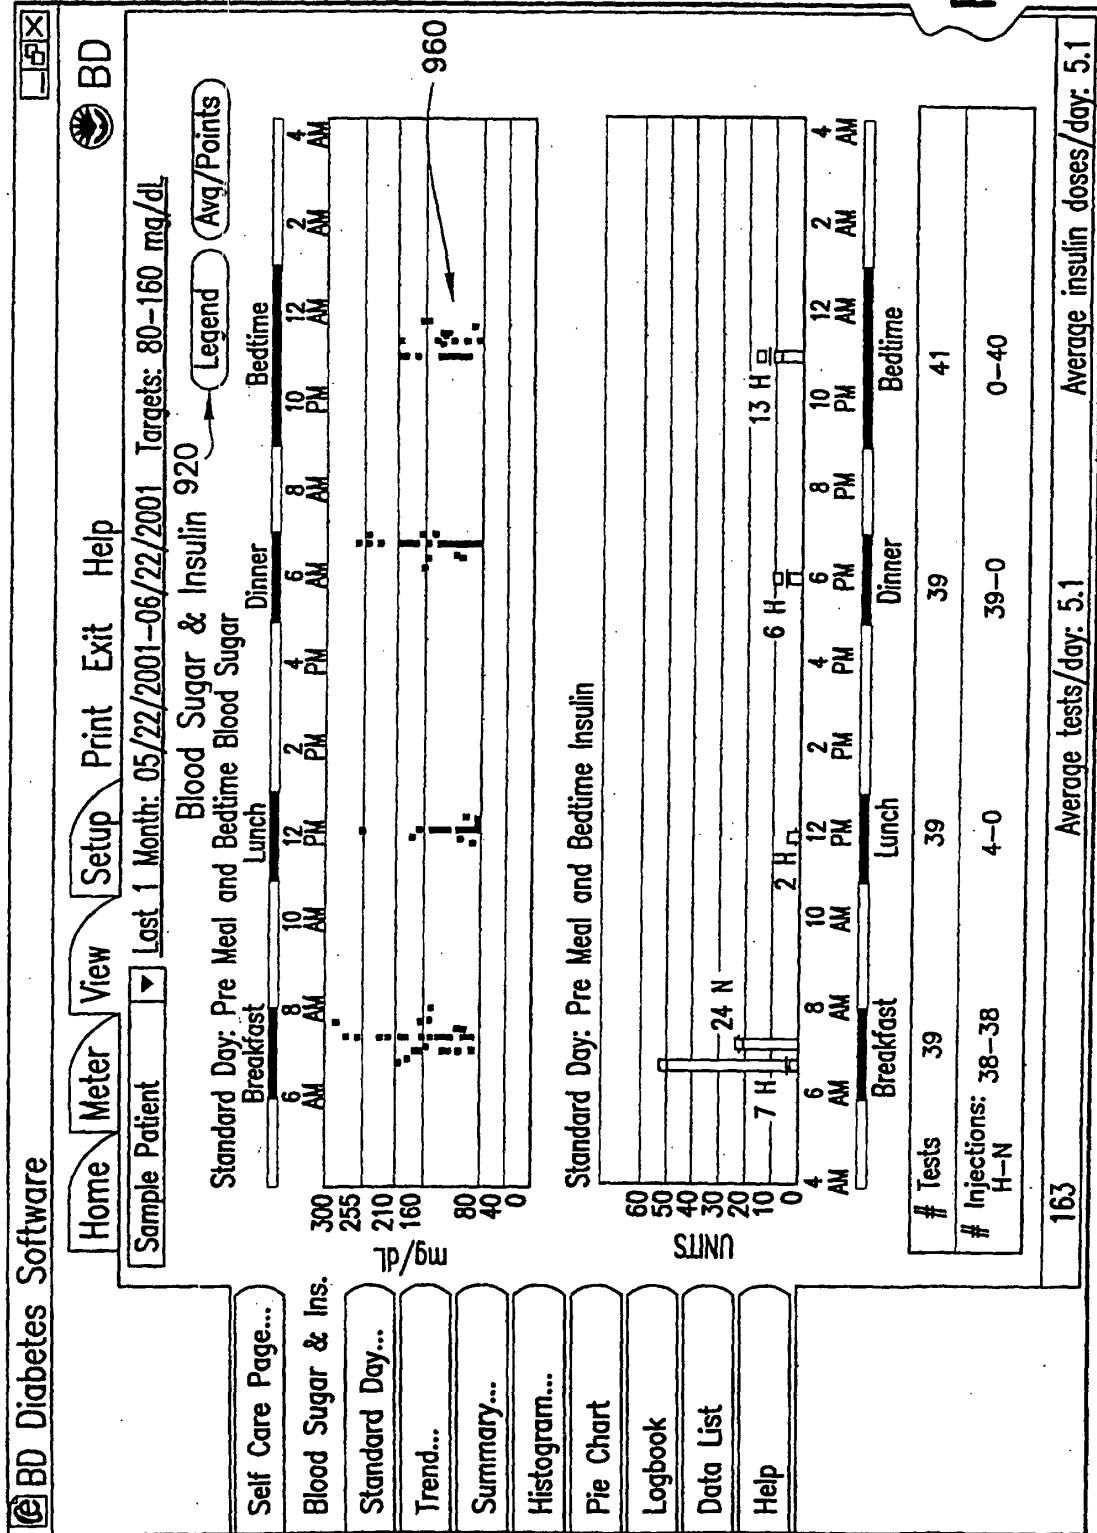 BD Diabetes Software
Home Meter View Setup Print Exit Help
BD
Sample Patient Last 1 Month: 05/22/2001-06/22/2001 Targets: 80-160 mg/dL
Blood Sugar & Insulin 920 Legend Avg/Points
Self Care Page...
Blood Sugar & Ins.
Standard Day...
Trend...
Summary...
Histogram...
Pie Chart
Logbook
Data List
Help
Standard Day: Pre Meal and Bedtime Blood Sugar
Breakfast Lunch Dinner Bedtime
6 AM 8 AM 10 AM 12 PM 2 PM 4 PM 6 AM 8 AM 10 PM 12 AM 2 AM 4 AM
mg/dL
300
255
210
160
80
40
0
960
Standard Day: Pre Meal and Bedtime Insulin
UNITS
60
50
40
30
20
10
0
7 H
24 N
2 H
6 H
13 H
4 AM 6 AM 8 AM 10 AM 12 PM 2 PM 4 PM 6 PM 8 PM 10 PM 12 AM 2 AM 4 AM
Breakfast Lunch Dinner Bedtime
# Tests 39 39 39 41
# Injections: 38-38 4-0 39-0 0-40
H-N
163 Average tests/day: 5.1 Average insulin doses/day: 5.1